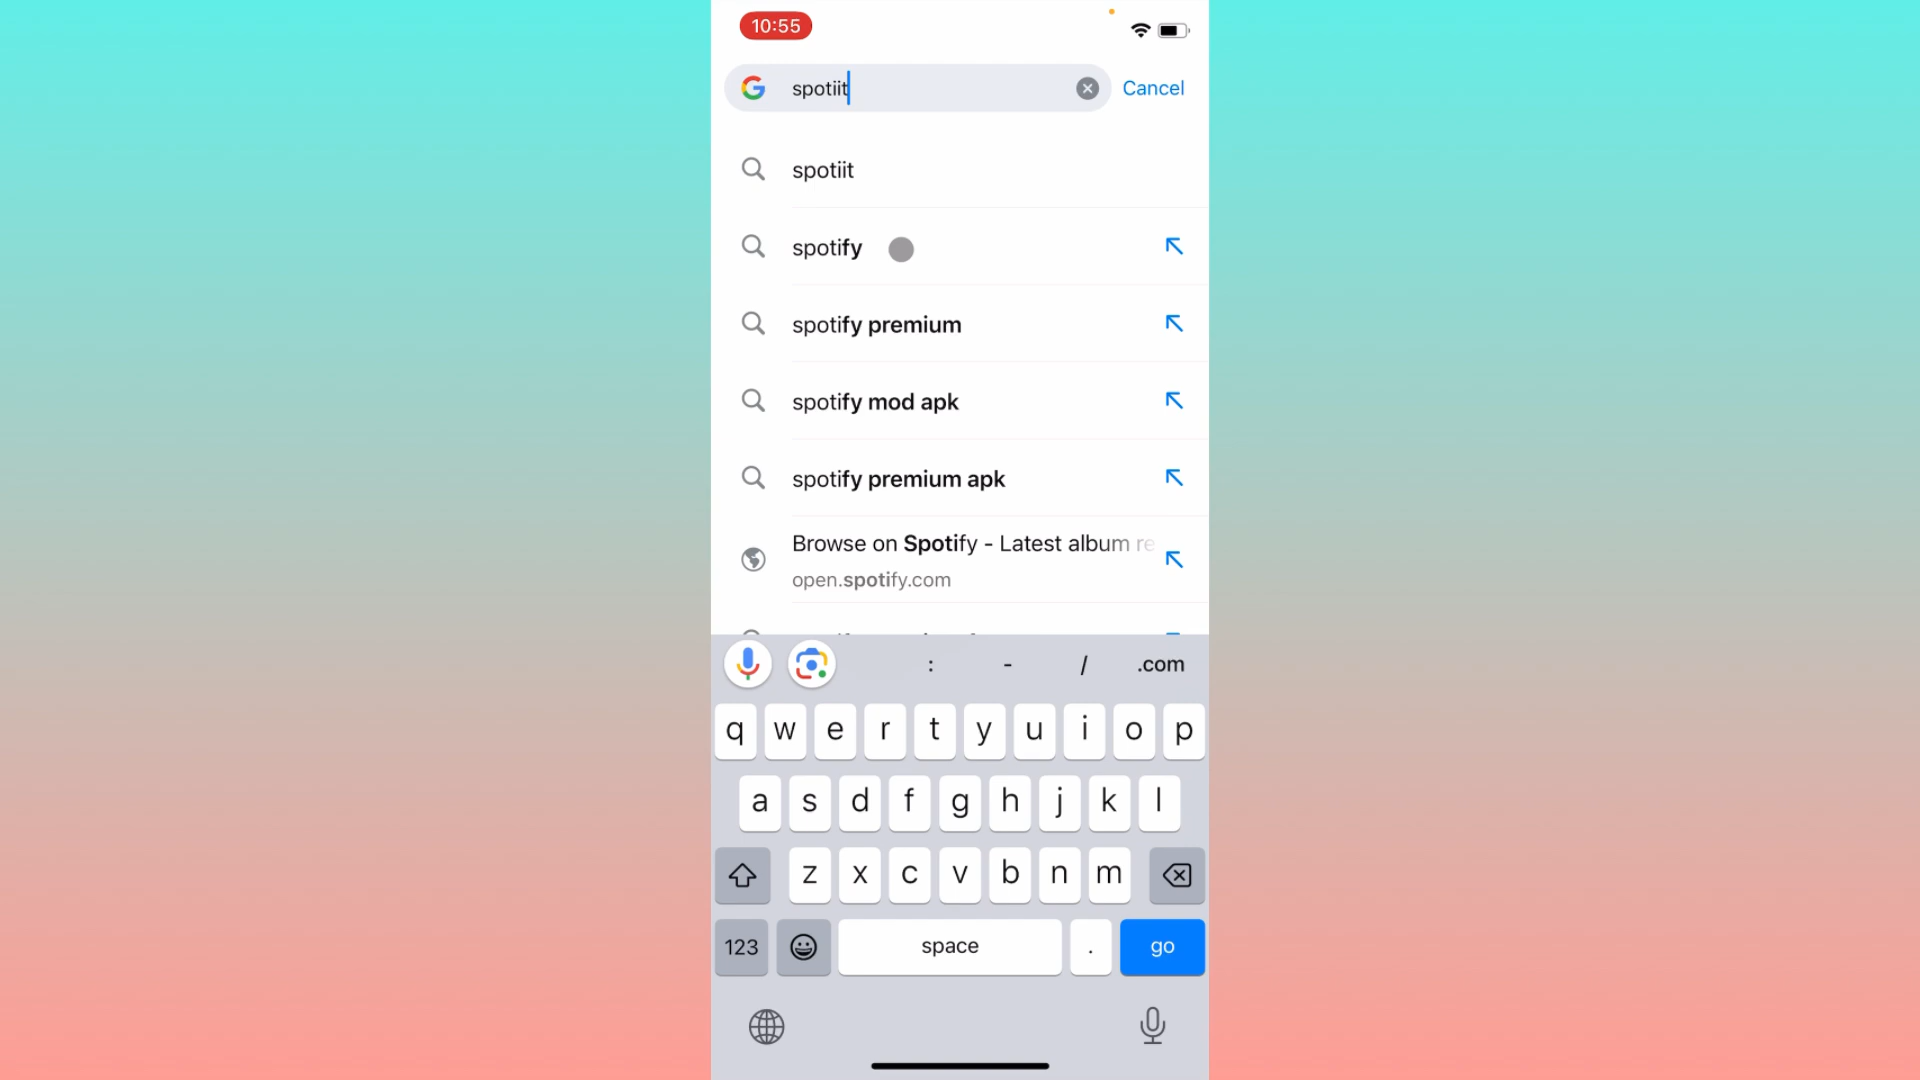 10:55
spotiit
Cancel
spotiit
spotify
spotify premium
spotify mod apk
spotify premium apk
Browse on Spotify - Latest album re
open.spotify.com
: - / .com
q w e r t y u i o p
a s d f g h j k l
z x c v b n m
123 space . go